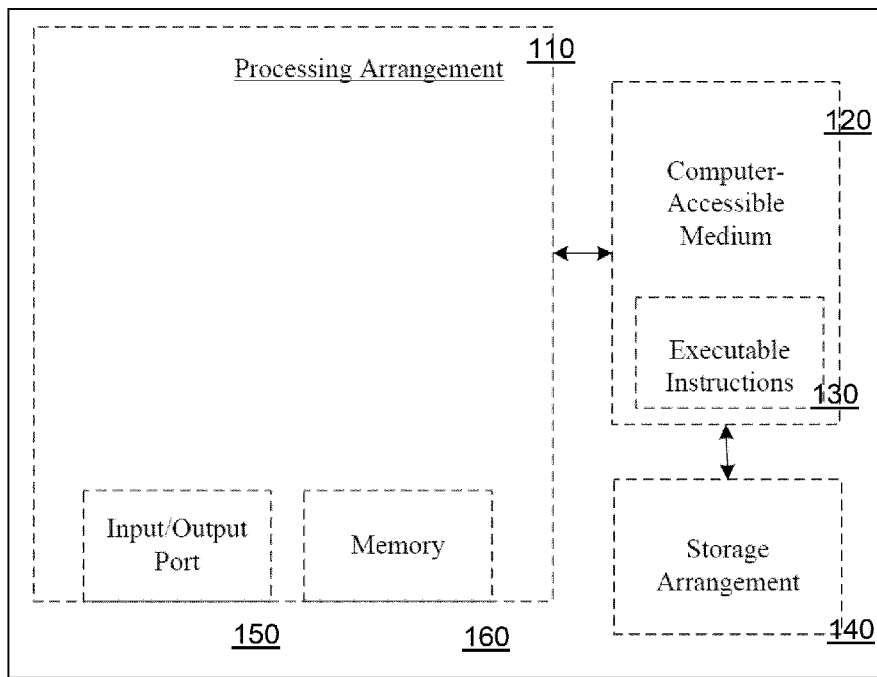 Processing Arrangement
110
120
Computer-
Accessible
Medium
Executable
Instructions
130
Input/Output
Port
Memory
150
160
Storage
Arrangement
140